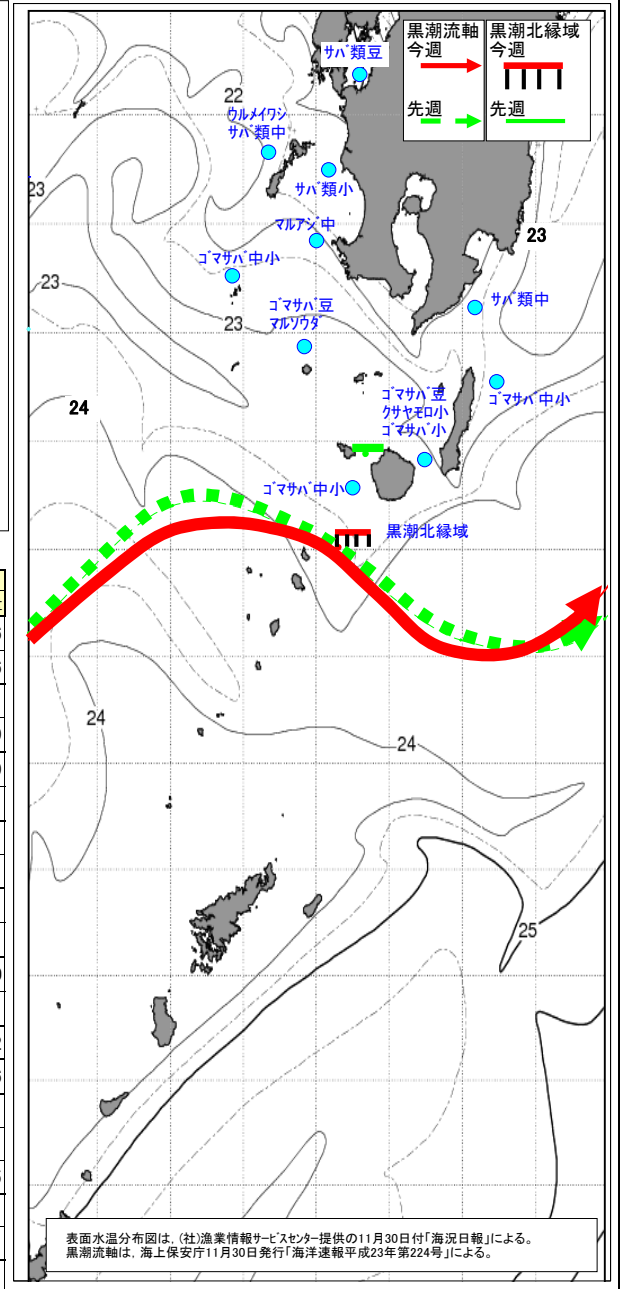 黒潮流軸
今週
先週
黒潮北縁域
今週
先週
サバ類豆
22
ウルメイワシ
サバ類中
サバ類小
23
マルアジ中
23
ゴマサバ中小
23
サバ類中
ゴマサバ豆
マルソウダ
23
ゴマサバ豆
クサヤモロ小
ゴマサバ小
ゴマサバ中小
24
ゴマサバ中小
黒潮北縁域
24
24
25
表面水温分布図は, (社)漁業情報サービスセンター提供の11月30日付「海況日報」による。
黒潮流軸は, 海上保安庁11月30日発行「海洋速報平成23年第224号」による。